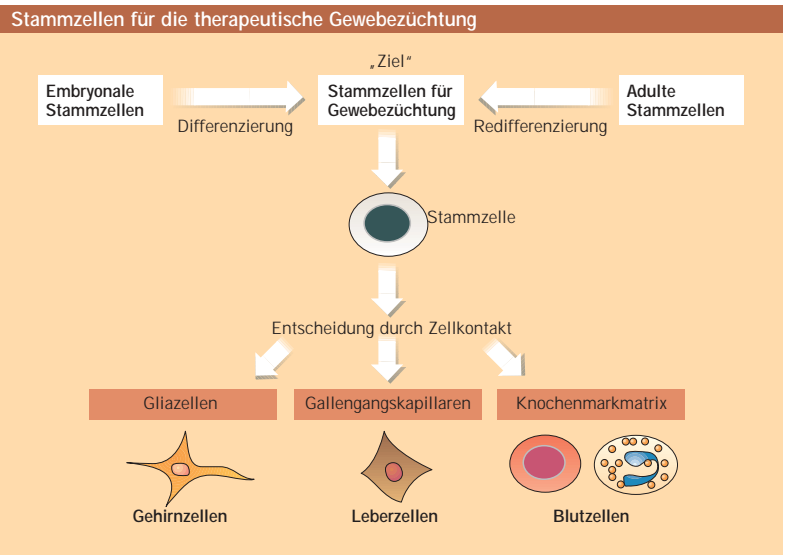 Stammzellen für die therapeutische Gewebezüchtung
„Ziel“
Embryonale
Stammzellen
Differenzierung
Stammzellen für
Gewebezüchtung
Redifferenzierung
Adulte
Stammzellen
Stammzelle
Entscheidung durch Zellkontakt
Gliazellen
Gallengangskapillaren
Knochenmarkmatrix
Gehirnzellen
Leberzellen
Blutzellen